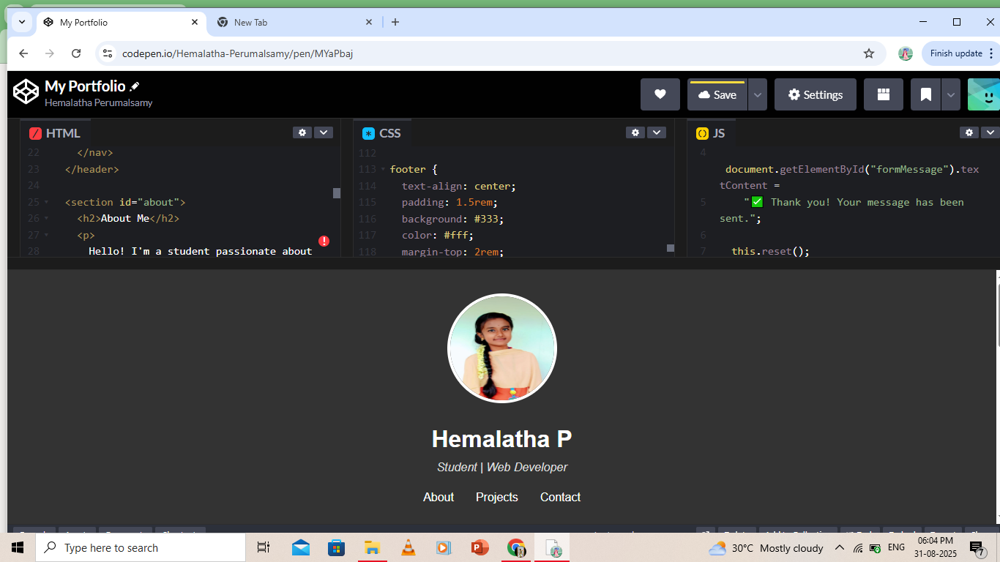 My Portfolio
New Tab
codepen.io/Hemalatha-Perumalsamy/pen/MYaPbaj
Finish update
My Portfolio
Hemalatha Perumalsamy
Save
Settings
HTML
22 </nav>
23 </header>
24
25 <section id="about">
26 <h2>About Me</h2>
27 <p>
28 Hello! I'm a student passionate about
CSS
112
113 footer {
114 text-align: center;
115 padding: 1.5rem;
116 background: #333;
117 color: #fff;
118 margin-top: 2rem;
JS
4
document.getElementById("formMessage").tex
tContent =
5 "✅ Thank you! Your message has been
sent.";
6
7 this.reset();
Hemalatha P
Student | Web Developer
About Projects Contact
Type here to search
30°C Mostly cloudy
ENG
06:04 PM
31-08-2025
7